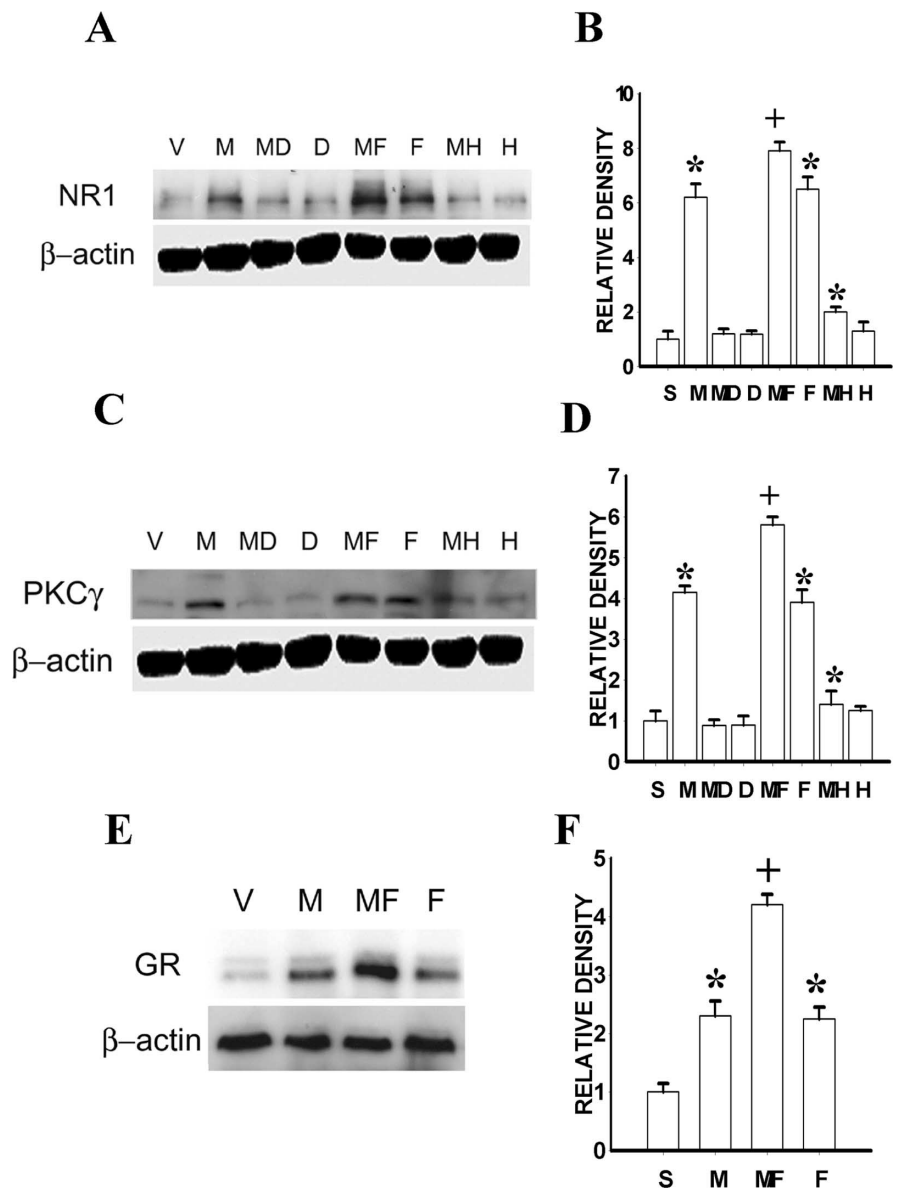 A
V M MD D MF F MH H
NR1
β–actin
B
RELATIVE DENSITY
10
8
6
4
2
0
*
+
*
*
S M MD D MF F MH H
C
V M MD D MF F MH H
PKCγ
β–actin
D
RELATIVE DENSITY
7
6
5
4
3
2
1
0
*
+
*
*
S M MD D MF F MH H
E
V M MF F
GR
β–actin
F
RELATIVE DENSITY
5
4
3
2
1
0
*
+
*
S M MF F